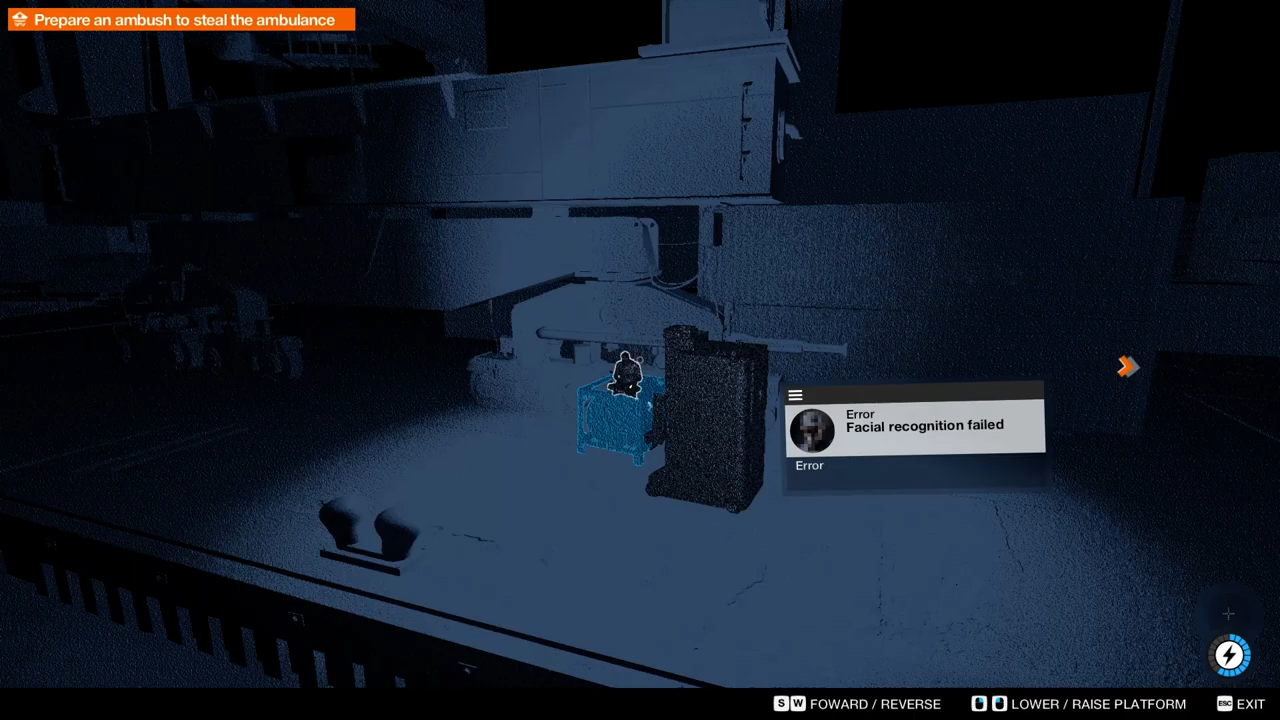 Prepare an ambush to steal the ambulance
Error
Facial recognition failed
Error
S W FOWARD / REVERSE
LOWER / RAISE PLATFORM
ESC EXIT